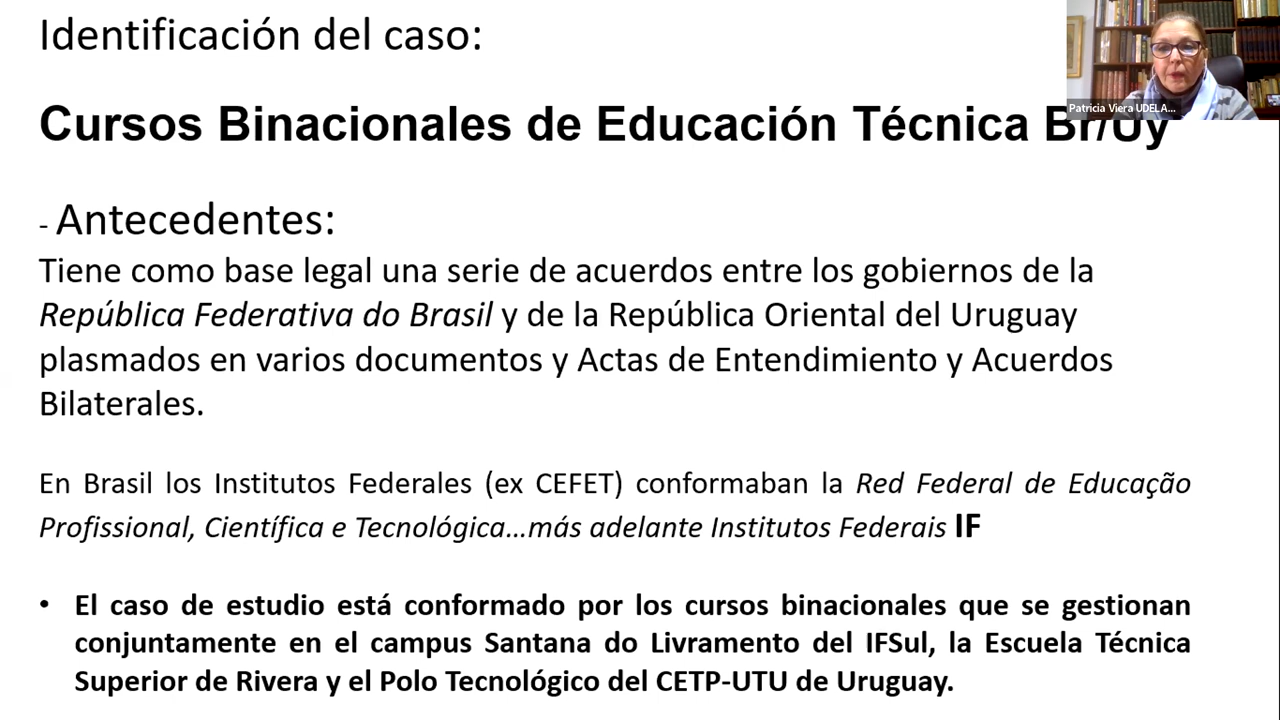 Identificación del caso:
Patricia Viera UDELA...
Cursos Binacionales de Educación Técnica Br/Uy
- Antecedentes:
Tiene como base legal una serie de acuerdos entre los gobiernos de la
República Federativa do Brasil y de la República Oriental del Uruguay
plasmados en varios documentos y Actas de Entendimiento y Acuerdos
Bilaterales.
En Brasil los Institutos Federales (ex CEFET) conformaban la Red Federal de Educação
Profissional, Científica e Tecnológica...más adelante Institutos Federais IF
• El caso de estudio está conformado por los cursos binacionales que se gestionan
conjuntamente en el campus Santana do Livramento del IFSul, la Escuela Técnica
Superior de Rivera y el Polo Tecnológico del CETP-UTU de Uruguay.